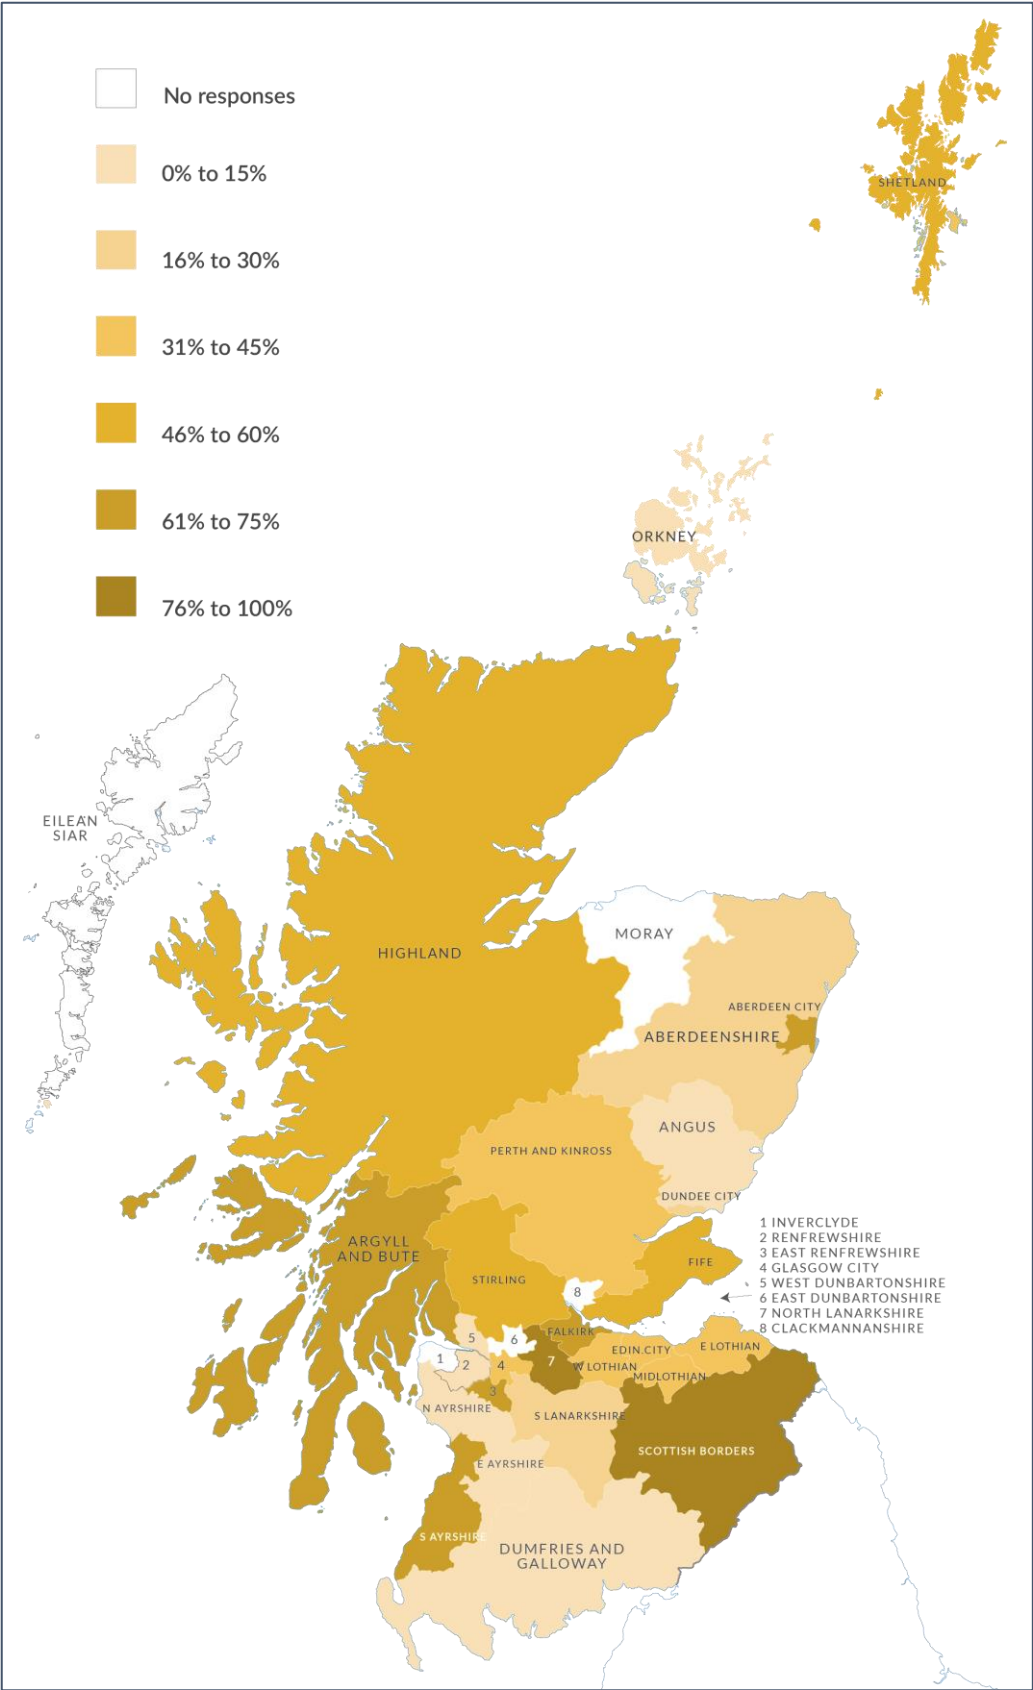 No responses
0% to 15%
16% to 30%
31% to 45%
46% to 60%
61% to 75%
76% to 100%
SHETLAND
ORKNEY
EILEAN
SIAR
HIGHLAND
MORAY
ABERDEEN CITY
ABERDEENSHIRE
ANGUS
PERTH AND KINROSS
DUNDEE CITY
ARGYLL
AND BUTE
STIRLING
FIFE
8
1 INVERCLYDE
2 RENFREWSHIRE
3 EAST RENFREWSHIRE
4 GLASGOW CITY
5 WEST DUNBARTONSHIRE
6 EAST DUNBARTONSHIRE
7 NORTH LANARKSHIRE
8 CLACKMANNANSHIRE
FALKIRK
5
6
EDIN.CITY
E LOTHIAN
1
2
4
7
W LOTHIAN
MIDLOTHIAN
3
N AYRSHIRE
S LANARKSHIRE
SCOTTISH BORDERS
E AYRSHIRE
S AYRSHIRE
DUMFRIES AND
GALLOWAY